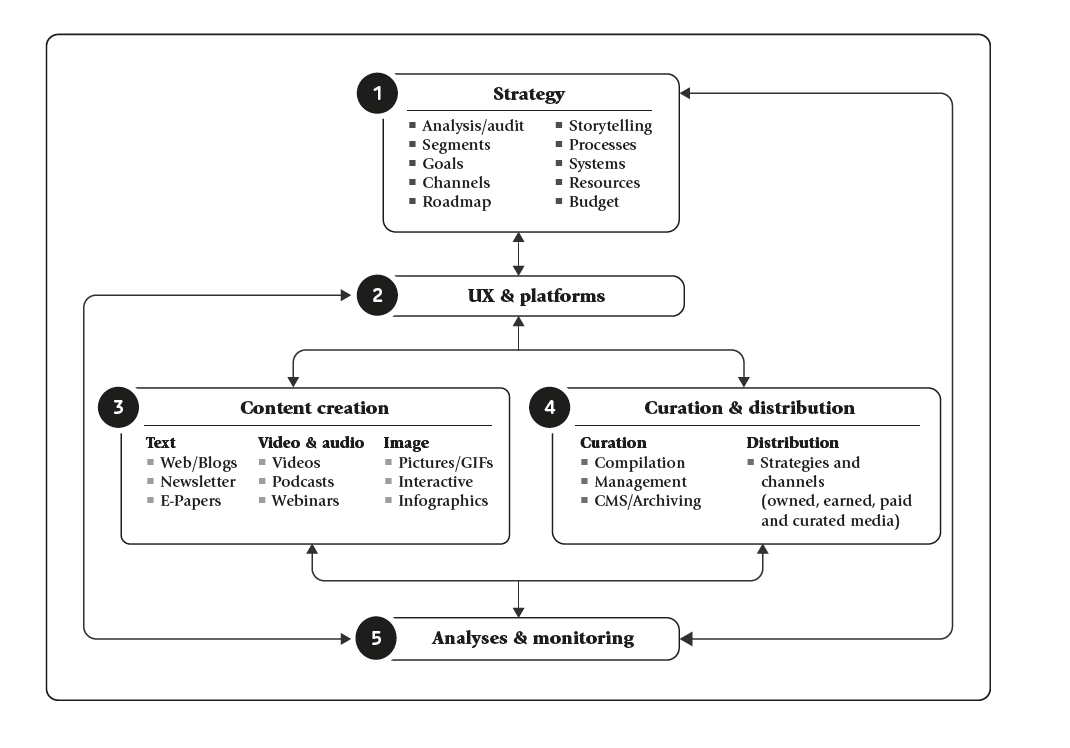 1
Strategy
Analysis/audit
Segments
Goals
Channels
Roadmap
Storytelling
Processes
Systems
Resources
Budget
2
UX & platforms
3
Content creation
Text
Web/Blogs
Newsletter
E-Papers
Video & audio
Videos
Podcasts
Webinars
Image
Pictures/GIFs
Interactive
Infographics
4
Curation & distribution
Curation
Compilation
Management
CMS/Archiving
Distribution
Strategies and
channels
(owned, earned, paid
and curated media)
5
Analyses & monitoring